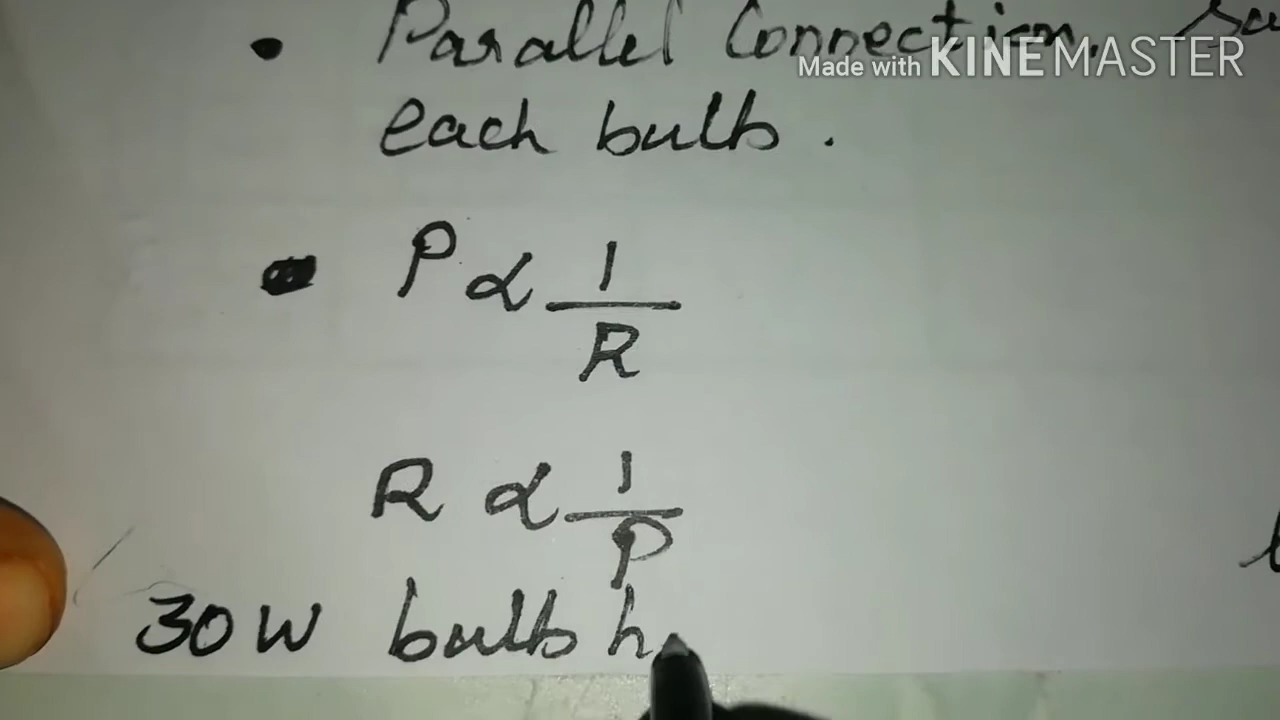 • Parallel Connection.
Made with KINEMASTER
each bulb.
• P ∝ 1/R
R ∝ 1/P
30W bulb